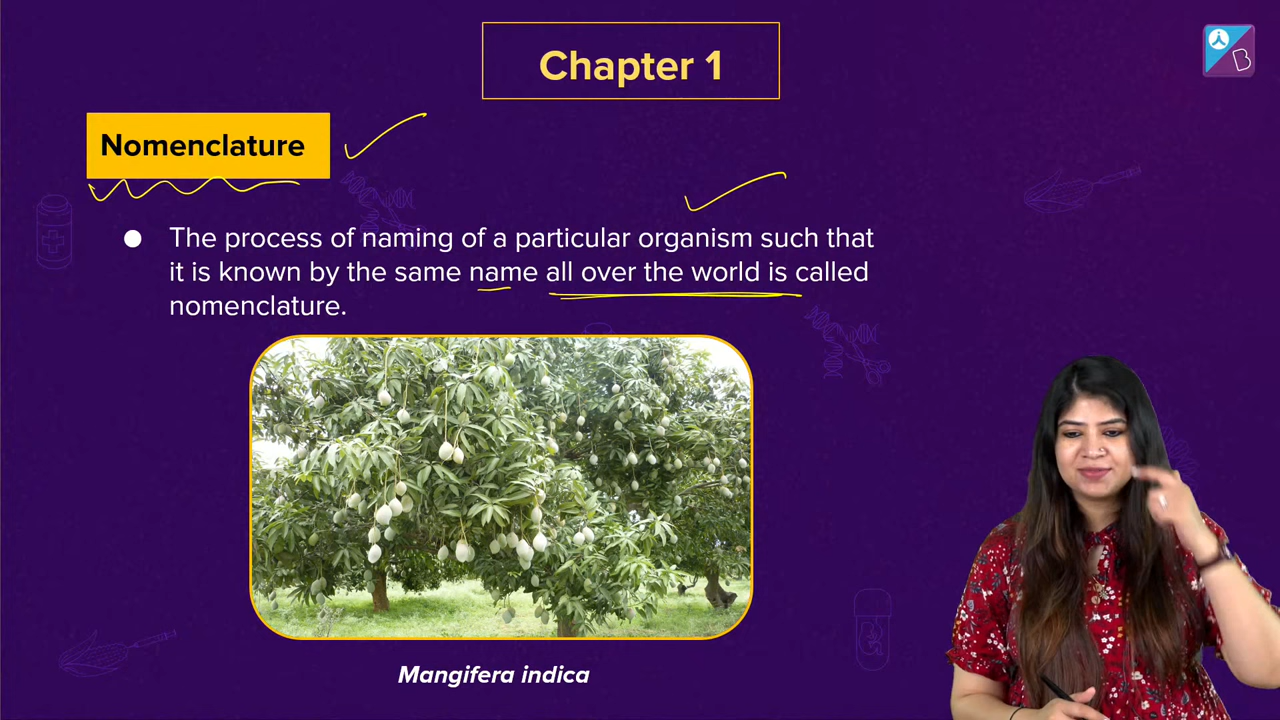 Chapter 1
Nomenclature
The process of naming of a particular organism such that
it is known by the same name all over the world is called
nomenclature.
Mangifera indica
B